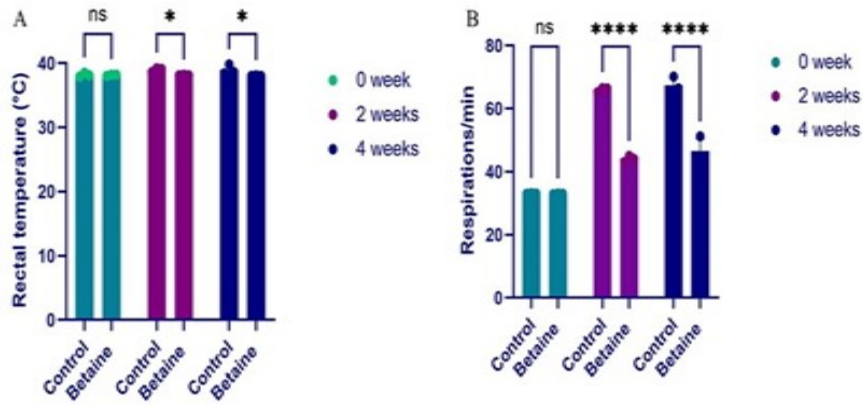 A
ns
*
*
Rectal temperature (°C)
40
30
20
10
0
Control
Betaine
Control
Betaine
Control
Betaine
0 week
2 weeks
4 weeks
B
ns
****
****
Respirations/min
80
60
40
20
0
Control
Betaine
Control
Betaine
Control
Betaine
0 week
2 weeks
4 weeks